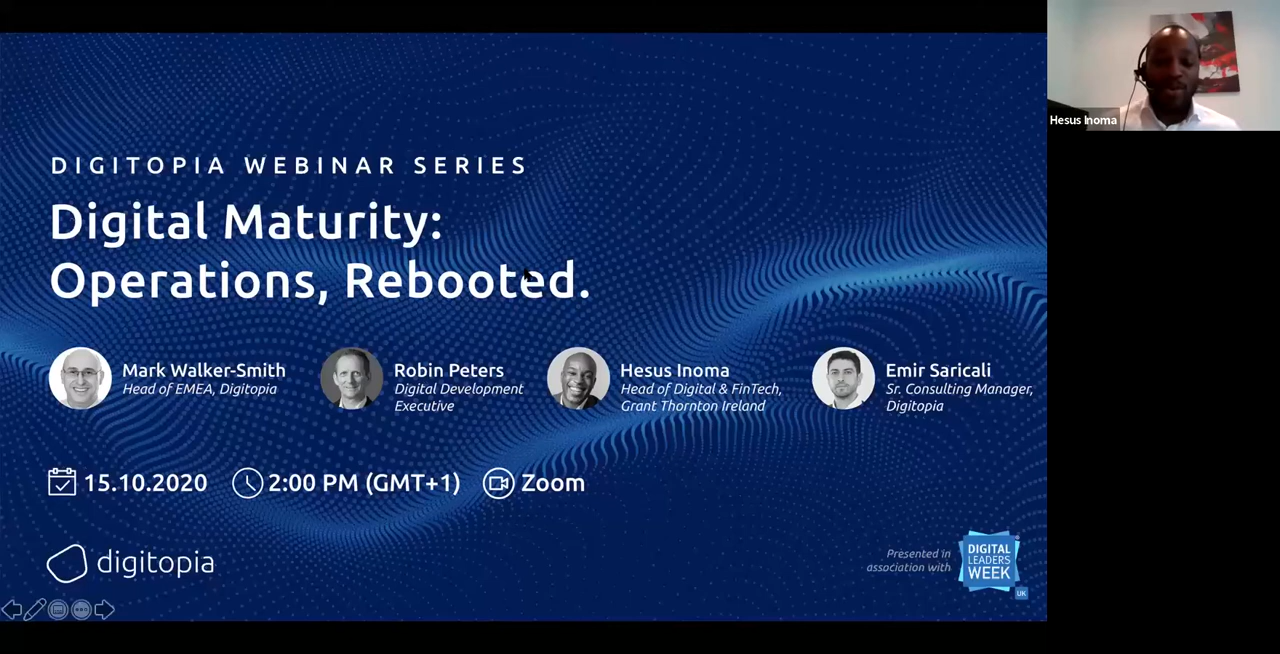 DIGITOPIA WEBINAR SERIES
Digital Maturity:
Operations, Rebooted.
Mark Walker-Smith
Head of EMEA, Digitopia
Robin Peters
Digital Development
Executive
Hesus Inoma
Head of Digital & FinTech,
Grant Thornton Ireland
Emir Saricali
Sr. Consulting Manager,
Digitopia
15.10.2020
2:00 PM (GMT+1)
Zoom
digitopia
Presented in
association with
DIGITAL
LEADERS
WEEK
UK
Hesus Inoma